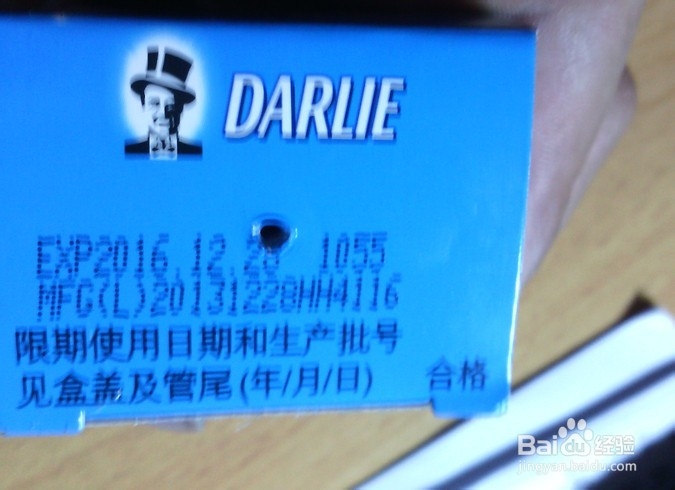 DARLIE
EXP2016.12.28 1055
MFG(L)20131228HH4116
限期使用日期和生产批号
见盒盖及管尾(年/月/日) 合格
Baidu 经验
jingyan.baidu.com